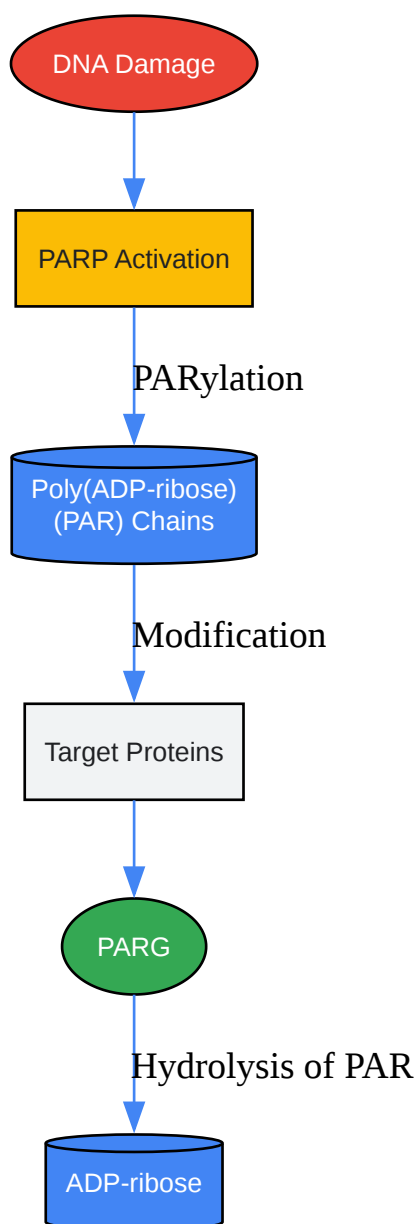 DNA Damage
PARP Activation
PARylation
Poly(ADP-ribose)
(PAR) Chains
Modification
Target Proteins
PARG
Hydrolysis of PAR
ADP-ribose